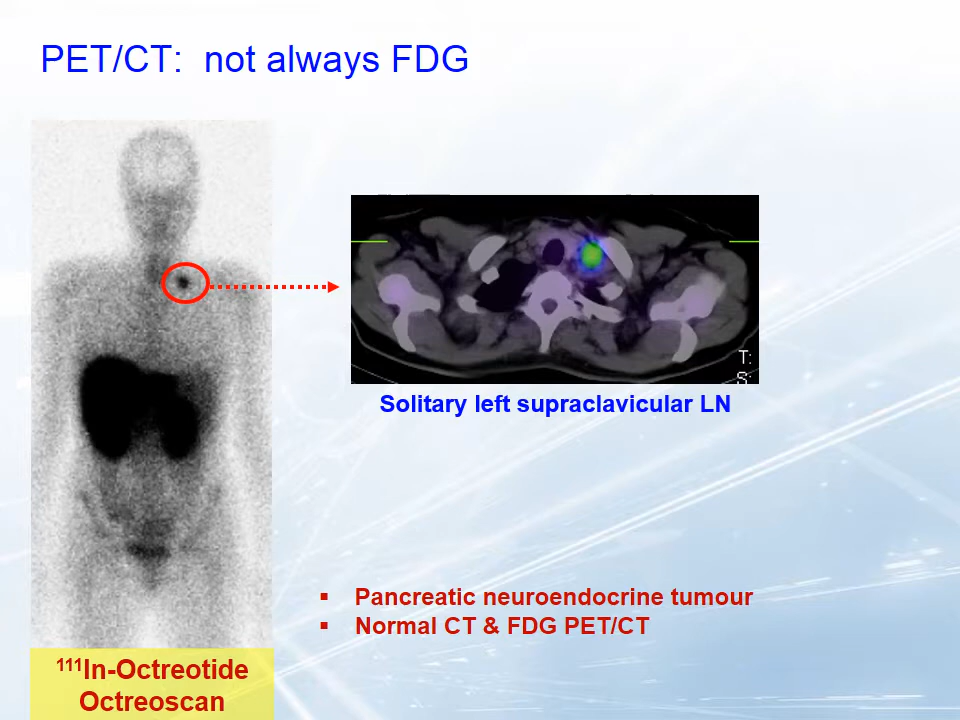 PET/CT: not always FDG
T:
S:
Solitary left supraclavicular LN
▪ Pancreatic neuroendocrine tumour
▪ Normal CT & FDG PET/CT
¹¹¹In-Octreotide
Octreoscan